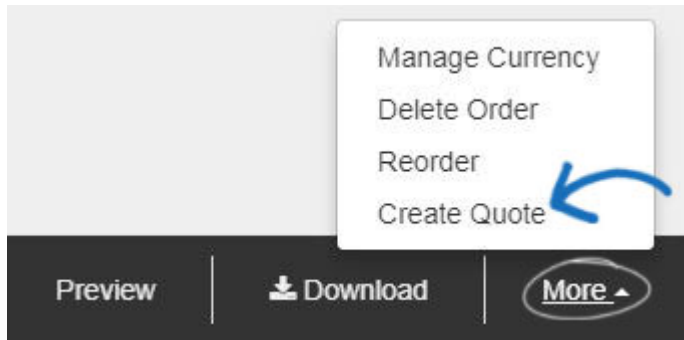 Manage Currency
Delete Order
Reorder
Create Quote
Preview
Download
More